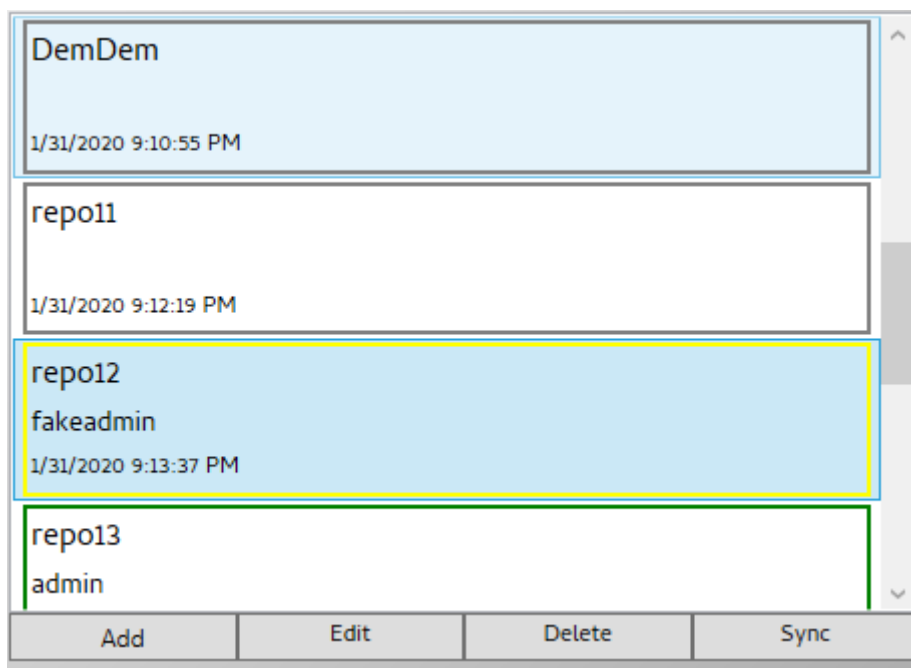 DemDem
1/31/2020 9:10:55 PM
repo11
1/31/2020 9:12:19 PM
repo12
fakeadmin
1/31/2020 9:13:37 PM
repo13
admin
Add Edit Delete Sync